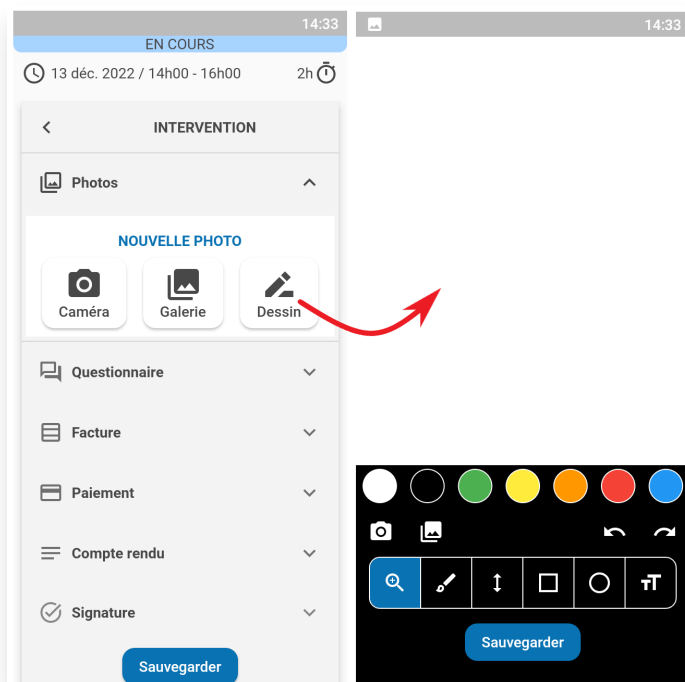 14:33
EN COURS
13 déc. 2022 / 14h00 - 16h00 2h
INTERVENTION
Photos
NOUVELLE PHOTO
Caméra Galerie Dessin
Questionnaire
Facture
Paiement
Compte rendu
Signature
Sauvegarder
14:33
TT
Sauvegarder